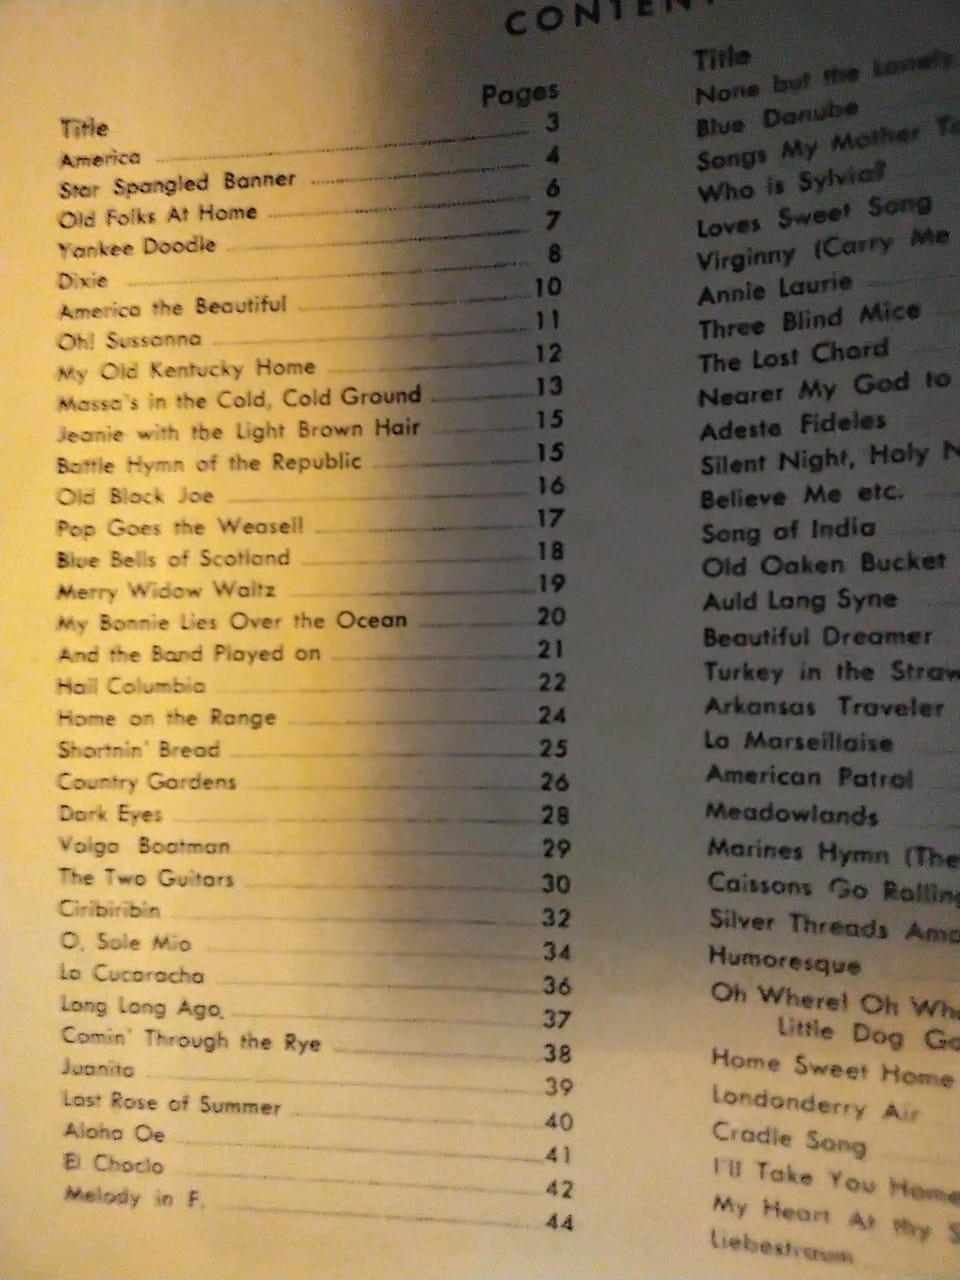 CONTEN
Title Pages
America 3
Star Spangled Banner 4
Old Folks At Home 6
Yankee Doodle 7
Dixie 8
America the Beautiful 10
Oh! Sussanna 11
My Old Kentucky Home 12
Massa's in the Cold, Cold Ground 13
Jeanie with the Light Brown Hair 15
Battle Hymn of the Republic 15
Old Black Joe 16
Pop Goes the Weasel! 17
Blue Bells of Scotland 18
Merry Widow Waltz 19
My Bonnie Lies Over the Ocean 20
And the Band Played on 21
Hail Columbia 22
Home on the Range 24
Shortnin' Bread 25
Country Gardens 26
Dark Eyes 28
Volga Boatman 29
The Two Guitars 30
Ciribiribin 32
O, Sole Mio 34
La Cucaracha 36
Long Long Ago, 37
Comin' Through the Rye 38
Juanita 39
Last Rose of Summer 40
Aloha Oe 41
El Choclo 42
Melody in F. 44
Title
None but the Lonely
Blue Danube
Songs My Mother T
Who is Sylvia?
Loves Sweet Song
Virginny (Carry Me
Annie Laurie
Three Blind Mice
The Lost Chord
Nearer My God to
Adeste Fideles
Silent Night, Holy N
Believe Me etc.
Song of India
Old Oaken Bucket
Auld Lang Syne
Beautiful Dreamer
Turkey in the Straw
Arkansas Traveler
La Marseillaise
American Patrol
Meadowlands
Marines Hymn (The
Caissons Go Rolling
Silver Threads Amo
Humoresque
Oh Where! Oh Whe
Little Dog Go
Home Sweet Home
Londonderry Air
Cradle Song
I'll Take You Home
My Heart At thy S
Liebestraum